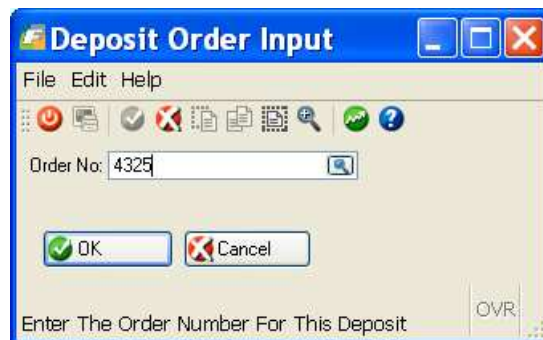 Deposit Order Input
File Edit Help
Order No: 4325
OK Cancel
Enter The Order Number For This Deposit OVR